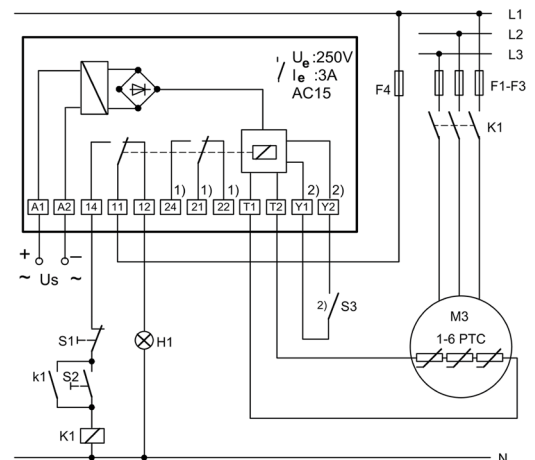 L1
L2
L3
Ue :250V
Ie :3A
AC15
F4
F1-F3
K1
1) 1) 1) 2) 2)
A1 A2 14 11 12 24 21 22 T1 T2 Y1 Y2
+ –
~ Us ~
2) S3
M3
1-6 PTC
S1
H1
k1 S2
K1
N